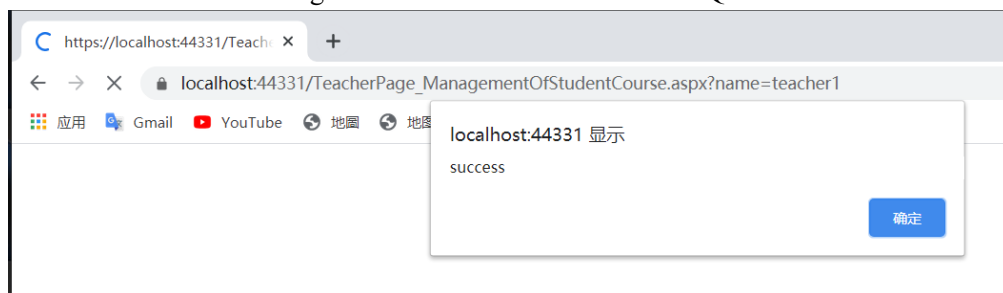 https://localhost:44331/Teach
localhost:44331/TeacherPage_ManagementOfStudentCourse.aspx?name=teacher1
应用 Gmail YouTube 地圖 地图
localhost:44331 显示
success
确定